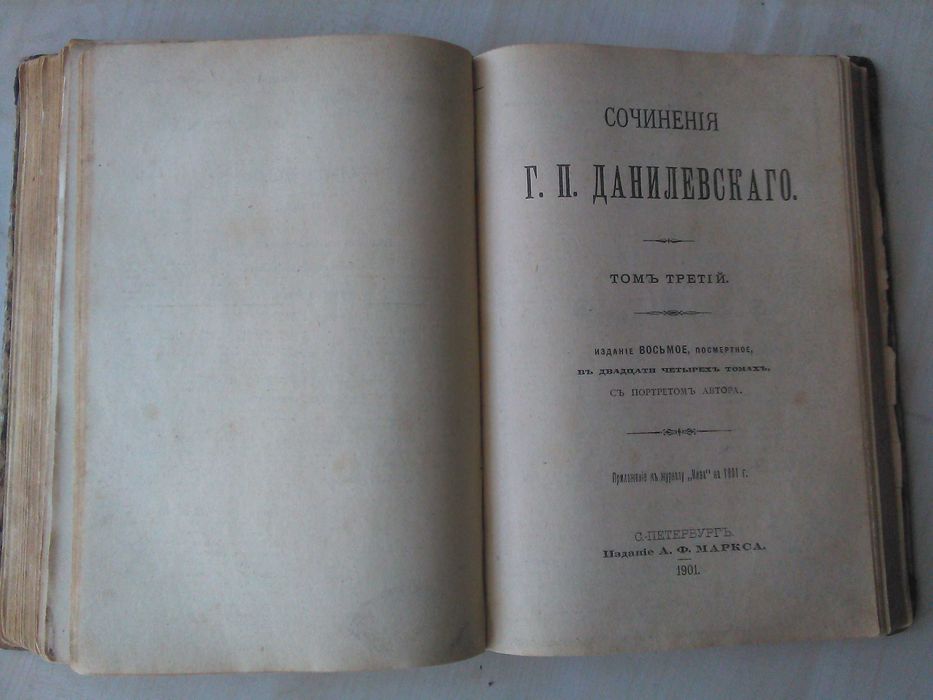 СОЧИНЕНІЯ
Г. П. ДАНИЛЕВСКАГО.
ТОМЪ ТРЕТІЙ.
ИЗДАНІЕ ВОСЬМОЕ, ПОСМЕРТНОЕ,
ВЪ ДВАДЦАТИ ЧЕТЫРЕХЪ ТОМАХЪ,
СЪ ПОРТРЕТОМЪ АВТОРА.
Приложеніе къ журналу „Нива" на 1901 г.
С.-ПЕТЕРБУРГЪ.
Изданіе А. Ф. МАРКСА.
1901.